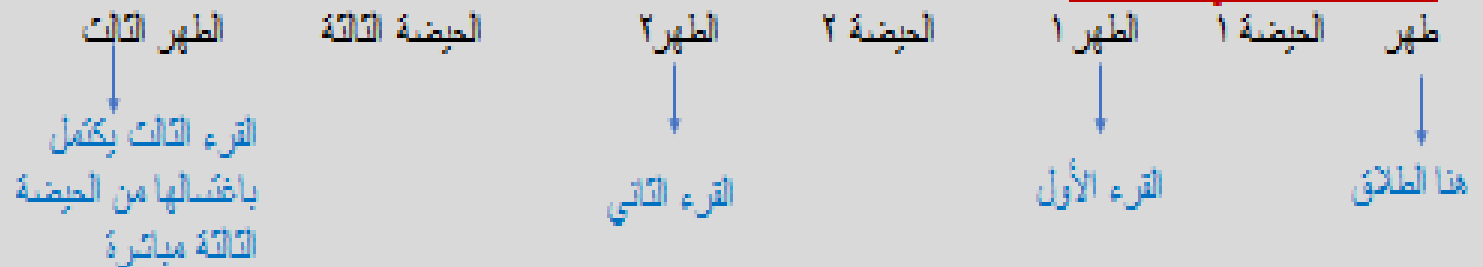 طهر الحيضة ١ الطهر ١ الحيضة ٢ الطهر٢ الحيضة الثالثة الطهر الثالث
هنا الطلاق
القرء الأول
القرء الثاني
القرء الثالث يكتمل
باغتسالها من الحيضة
الثالثة مباشرة